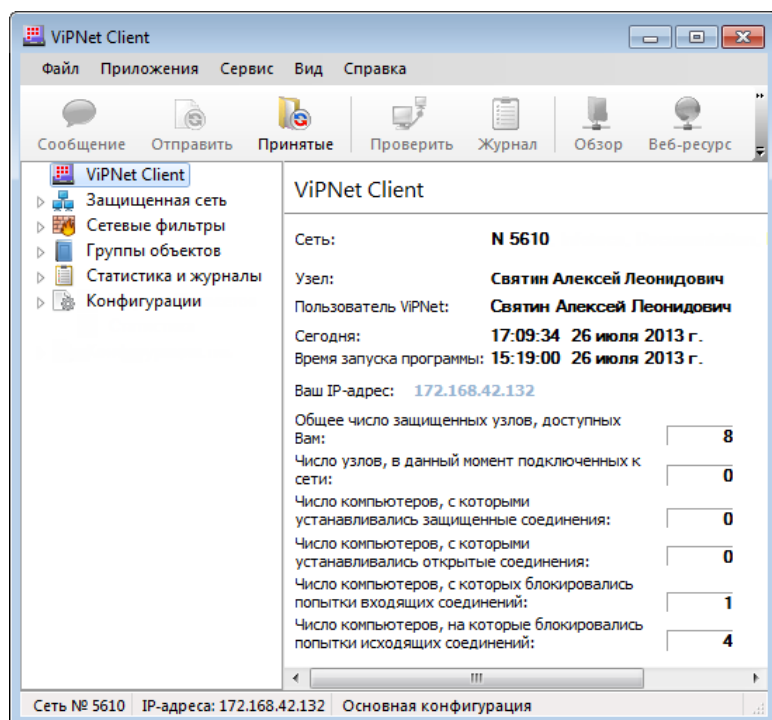 ViPNet Client
Файл Приложения Сервис Вид Справка
Сообщение Отправить Принятые Проверить Журнал Обзор Веб-ресурс
ViPNet Client
Защищенная сеть
Сетевые фильтры
Группы объектов
Статистика и журналы
Конфигурации
ViPNet Client
Сеть: N 5610
Узел: Святин Алексей Леонидович
Пользователь ViPNet: Святин Алексей Леонидович
Сегодня: 17:09:34 26 июля 2013 г.
Время запуска программы: 15:19:00 26 июля 2013 г.
Ваш IP-адрес: 172.168.42.132
Общее число защищенных узлов, доступных
Вам: 8
Число узлов, в данный момент подключенных к
сети: 0
Число компьютеров, с которыми
устанавливались защищенные соединения: 0
Число компьютеров, с которыми
устанавливались открытые соединения: 0
Число компьютеров, с которых блокировались
попытки входящих соединений: 1
Число компьютеров, на которые блокировались
попытки исходящих соединений: 4
Сеть № 5610 IP-адреса: 172.168.42.132 Основная конфигурация